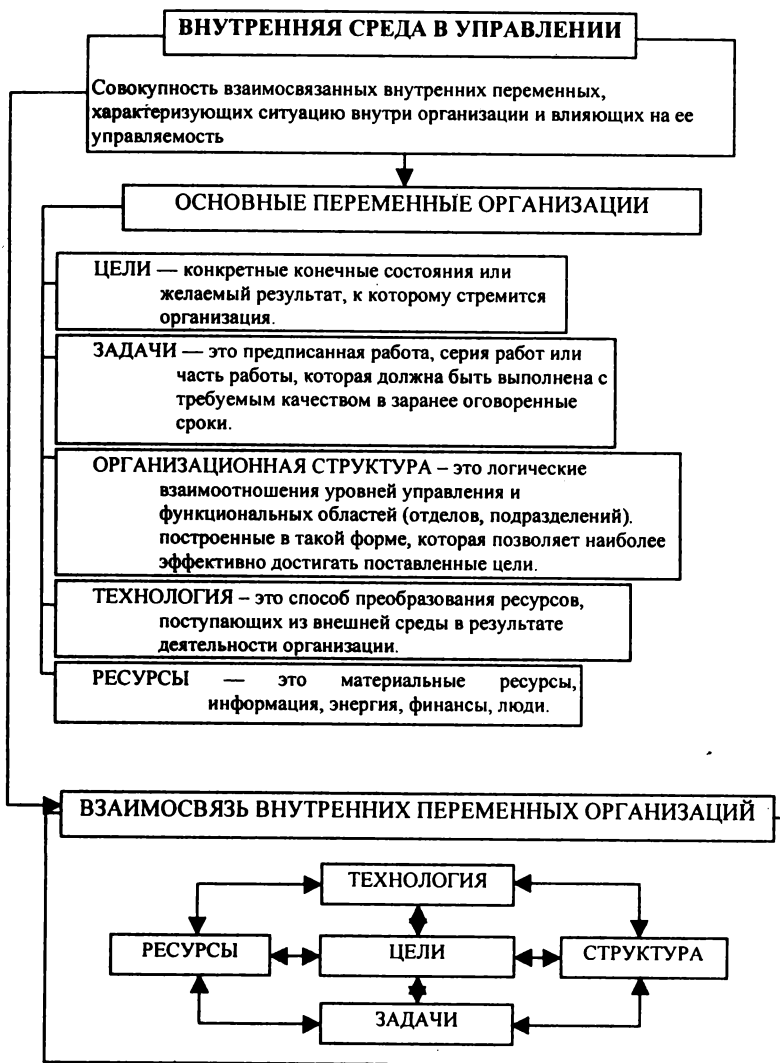 ВНУТРЕННЯЯ СРЕДА В УПРАВЛЕНИИ
Совокупность взаимосвязанных внутренних переменных,
характеризующих ситуацию внутри организации и влияющих на ее
управляемость
ОСНОВНЫЕ ПЕРЕМЕННЫЕ ОРГАНИЗАЦИИ
ЦЕЛИ — конкретные конечные состояния или
желаемый результат, к которому стремится
организация.
ЗАДАЧИ — это предписанная работа, серия работ или
часть работы, которая должна быть выполнена с
требуемым качеством в заранее оговоренные
сроки.
ОРГАНИЗАЦИОННАЯ СТРУКТУРА – это логические
взаимоотношения уровней управления и
функциональных областей (отделов, подразделений).
построенные в такой форме, которая позволяет наиболее
эффективно достигать поставленные цели.
ТЕХНОЛОГИЯ – это способ преобразования ресурсов,
поступающих из внешней среды в результате
деятельности организации.
РЕСУРСЫ — это материальные ресурсы,
информация, энергия, финансы, люди.
ВЗАИМОСВЯЗЬ ВНУТРЕННИХ ПЕРЕМЕННЫХ ОРГАНИЗАЦИЙ
ТЕХНОЛОГИЯ
РЕСУРСЫ ЦЕЛИ СТРУКТУРА
ЗАДАЧИ